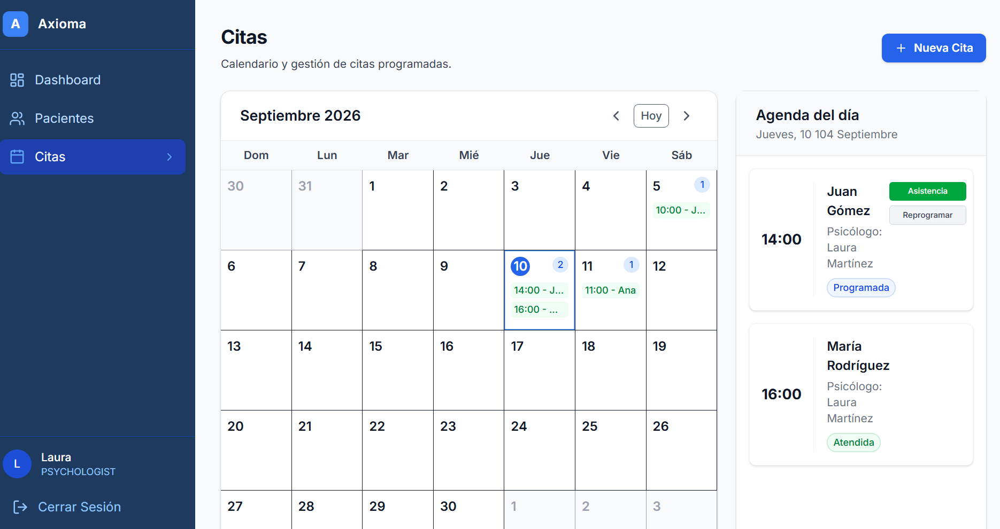 A Axioma
Dashboard
Pacientes
Citas
L
Laura
PSYCHOLOGIST
Cerrar Sesión
Citas
Calendario y gestión de citas programadas.
+ Nueva Cita
Septiembre 2026
Hoy
Dom Lun Mar Mié Jue Vie Sáb
30 31 1 2 3 4 5 1
10:00 - J...
6 7 8 9 10 2 11 1 12
14:00 - J... 11:00 - Ana
16:00 - ...
13 14 15 16 17 18 19
20 21 22 23 24 25 26
27 28 29 30 1 2 3
Agenda del día
Jueves, 10 104 Septiembre
14:00
Juan
Gómez
Asistencia
Reprogramar
Psicólogo:
Laura
Martínez
Programada
16:00
María
Rodríguez
Psicólogo:
Laura
Martínez
Atendida